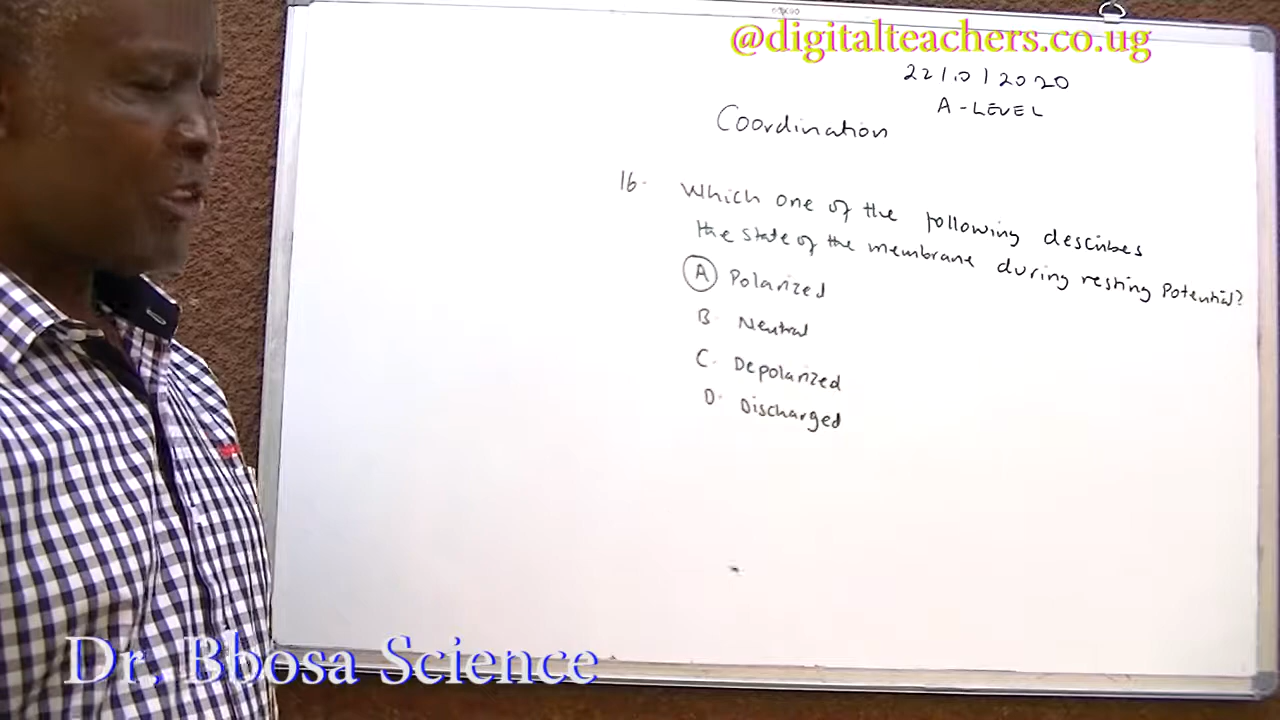 @digitalteachers.co.ug
22/10/2020
A-LEVEL
Coordination
16. Which one of the following describes
the state of the membrane during resting Potential?
A Polarized
B. Neutral
C. Depolarized
D. Discharged
Dr. Bbosa Science